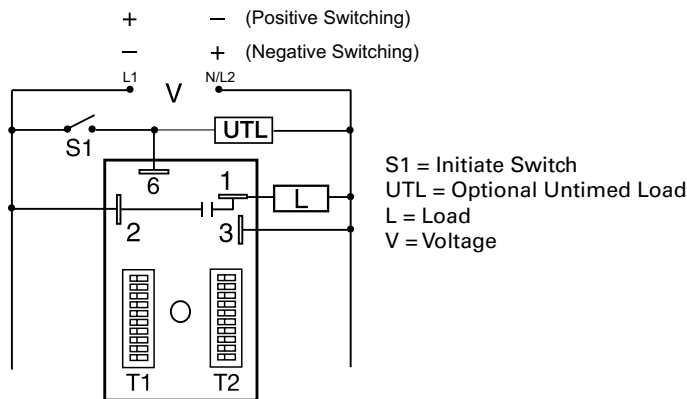 + − (Positive Switching)
− + (Negative Switching)
L1 V N/L2
S1 UTL
6 1 L
2 3
T1 T2
S1 = Initiate Switch
UTL = Optional Untimed Load
L = Load
V = Voltage